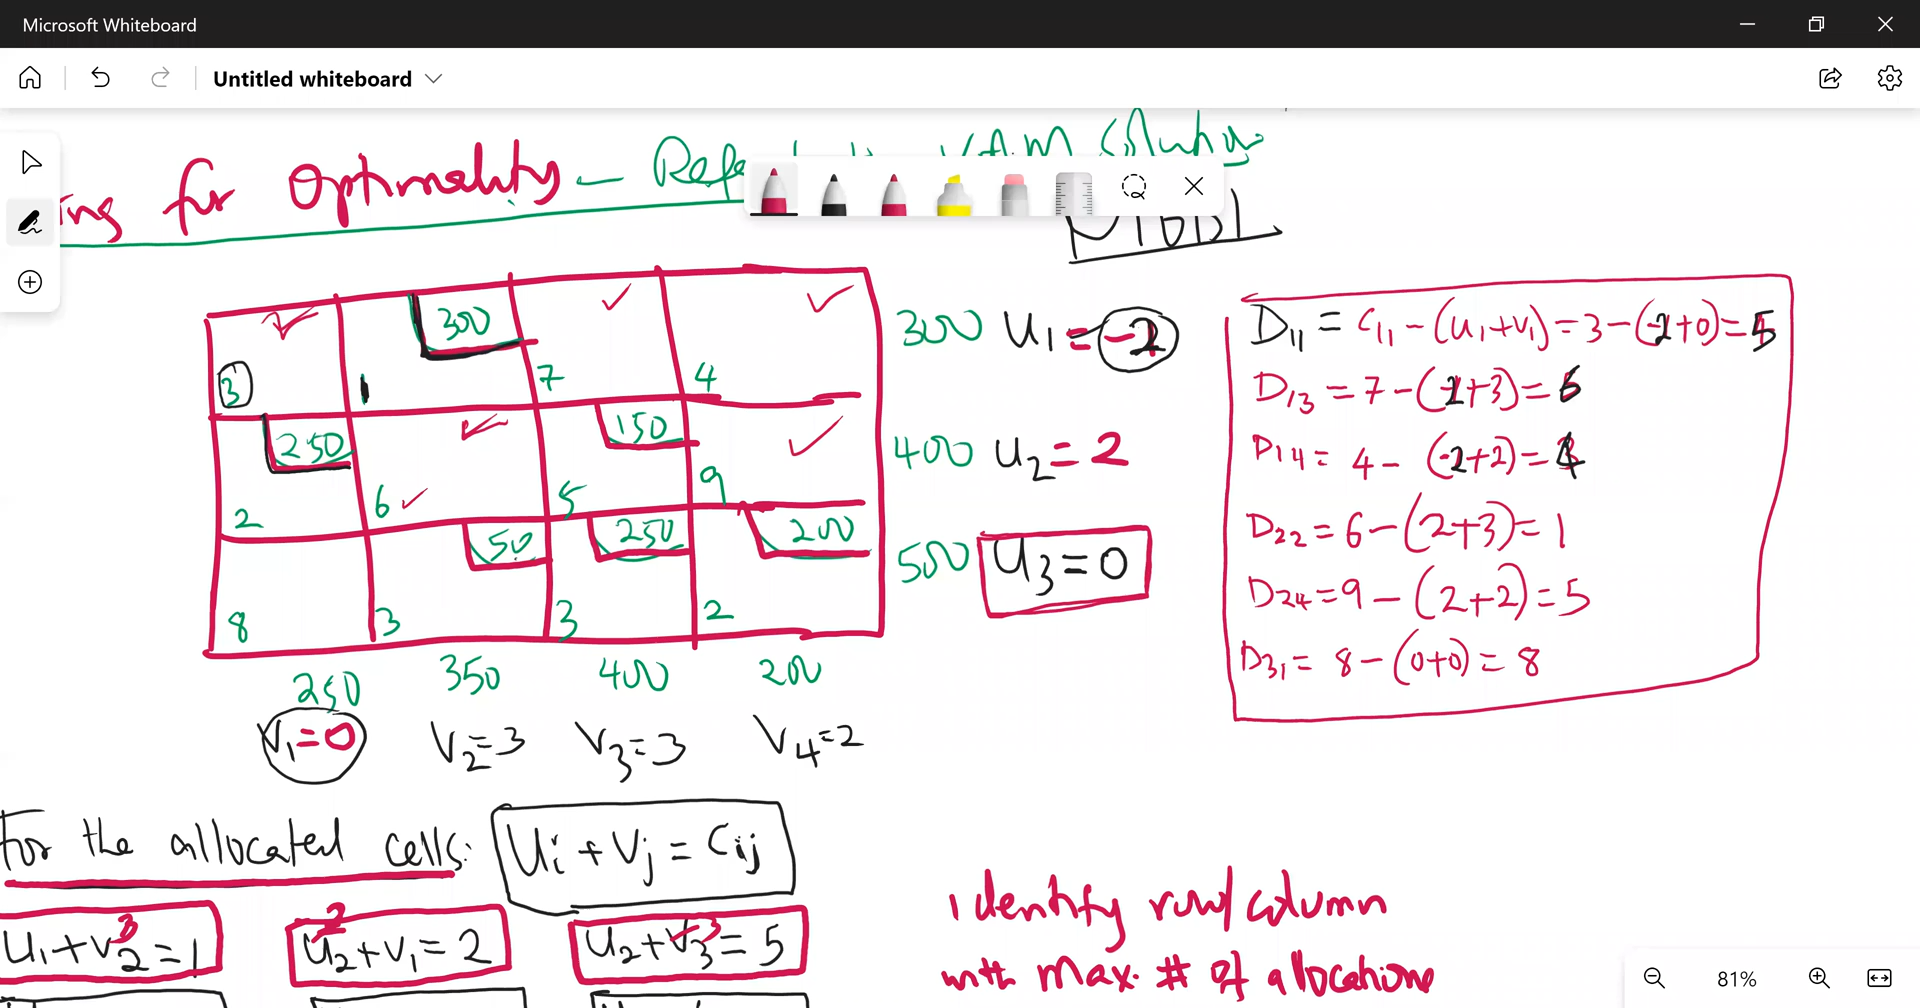 Microsoft Whiteboard
Untitled whiteboard
for Optimality -
300 7 4 300 U1 = -2
3 1
250 150 400 U2 = 2
2 6 5 9
50 250 200 500 U3 = 0
8 3 3 2
250 350 400 200
V1 = 0 V2 = 3 V3 = 3 V4 = 2
D11 = C11 - (U1 + V1) = 3 - (-2 + 0) = 5
D13 = 7 - (-2 + 3) = 6
D14 = 4 - (-2 + 2) = 4
D22 = 6 - (2 + 3) = 1
D24 = 9 - (2 + 2) = 5
D31 = 8 - (0 + 0) = 8
For the allocated cells: Ui + Vj = Cij
3 2 3
U1 + V2 = 1 U2 + V1 = 2 U2 + V3 = 5
identify row/column
with max. # of allocations
81%